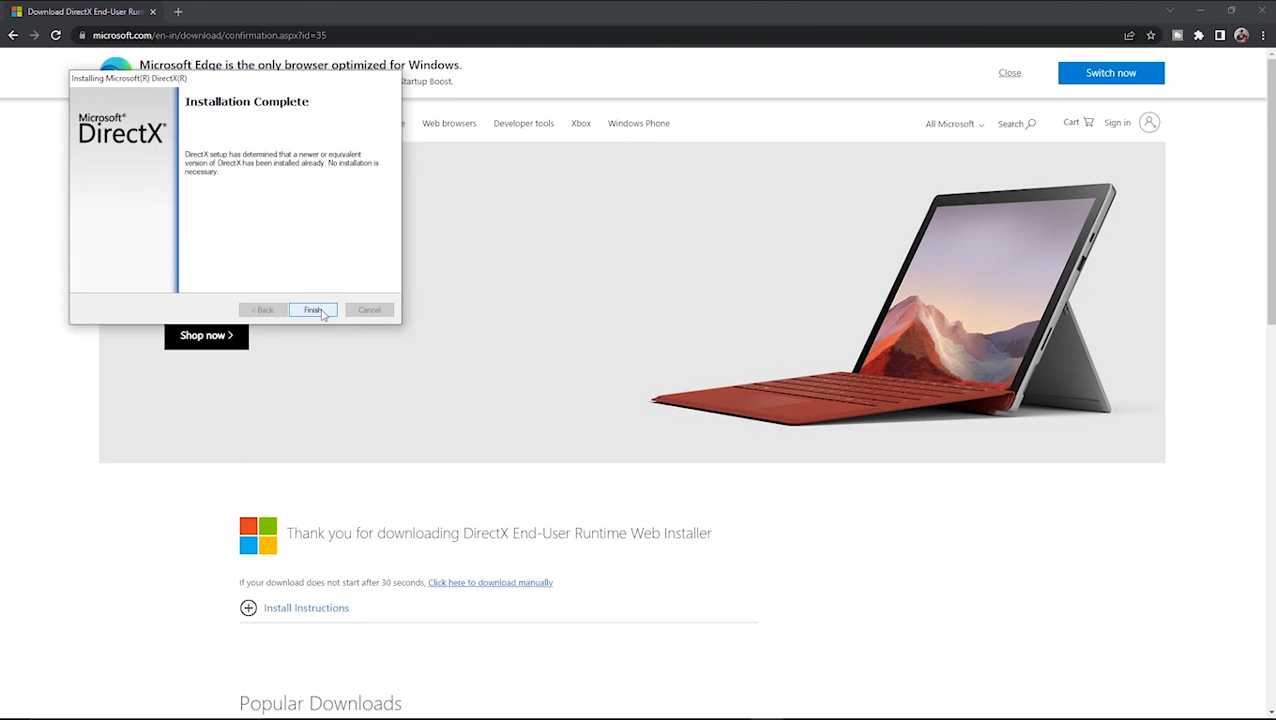 Download DirectX End-User Runt
microsoft.com/en-in/download/confirmation.aspx?id=35
Microsoft Edge is the only browser optimized for Windows.
Startup Boost.
Close
Switch now
Installing Microsoft(R) DirectX(R)
Microsoft®
DirectX®
Installation Complete
DirectX setup has determined that a newer or equivalent
version of DirectX has been installed already. No installation is
necessary.
< Back
Finish
Cancel
Web browsers
Developer tools
Xbox
Windows Phone
All Microsoft
Search
Cart
Sign in
Shop now >
Thank you for downloading DirectX End-User Runtime Web Installer
If your download does not start after 30 seconds, Click here to download manually
Install Instructions
Popular Downloads